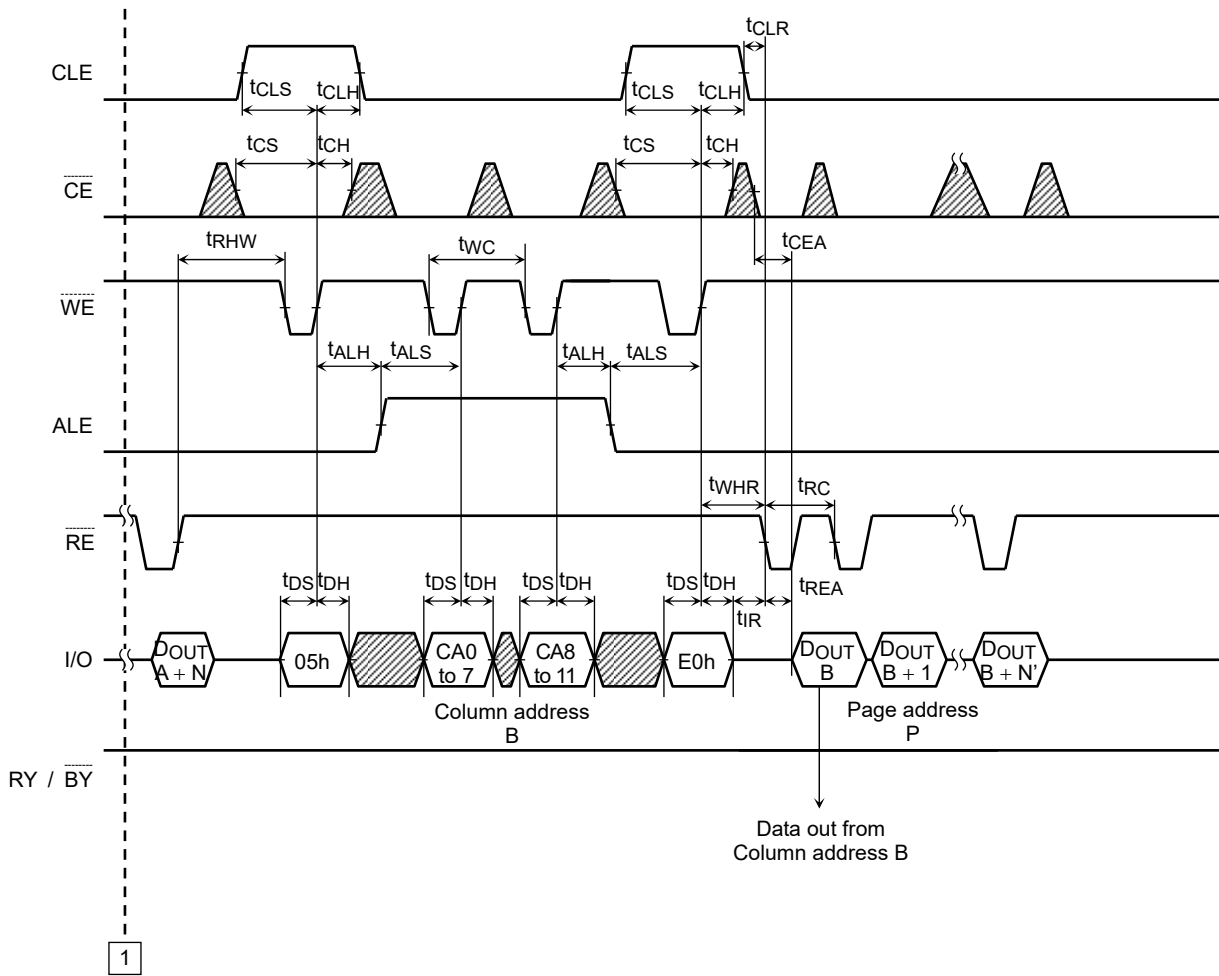 tCLR
CLE
tCLS tCLH tCLS tCLH
tCS tCH tCS tCH
CE
tRHW tWC tCEA
WE
tALH tALS tALH tALS
ALE
tWHR tRC
RE
tDS tDH tDS tDH tDS tDH tDS tDH tREA
tIR
I/O
DOUT
A + N
05h
CA0
to 7
CA8
to 11
E0h
DOUT
B
DOUT
B + 1
DOUT
B + N’
Column address
B
Page address
P
RY / BY
Data out from
Column address B
1